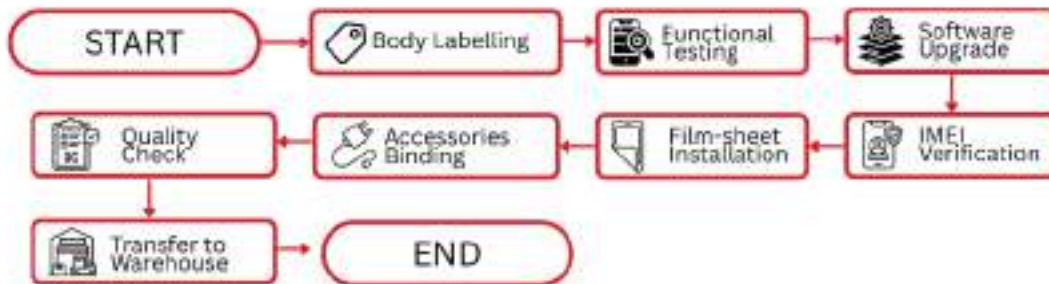 START
Body Labelling
Functional
Testing
Software
Upgrade
IMEI
Verification
Film-sheet
Installation
Accessories
Binding
Quality
Check
Transfer to
Warehouse
END